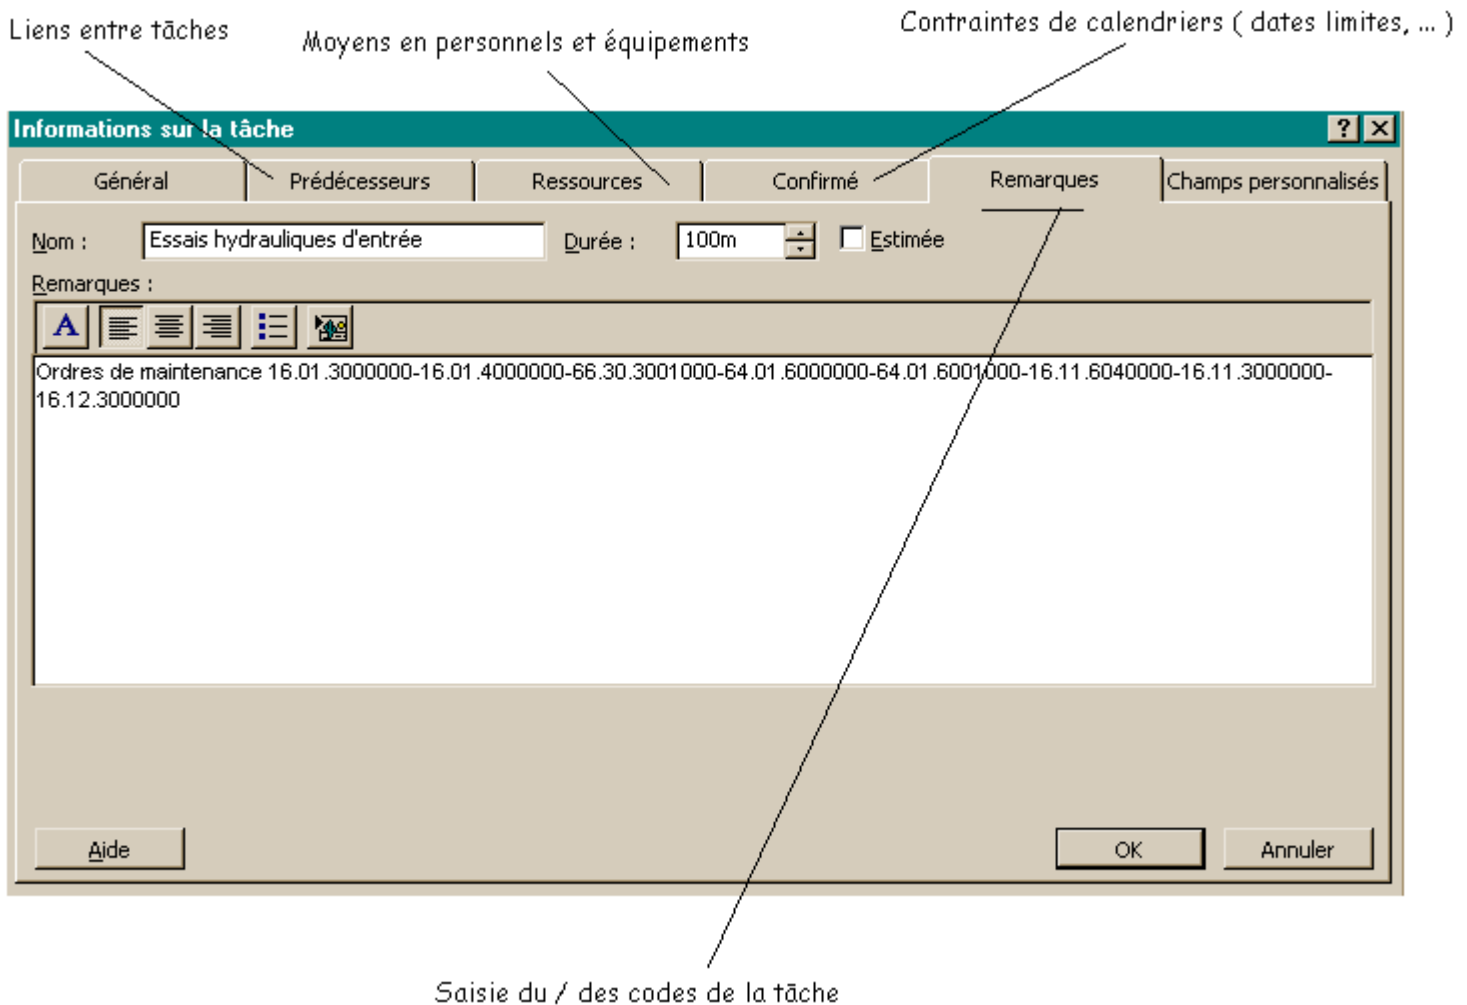 Liens entre tâches
Moyens en personnels et équipements
Contraintes de calendriers ( dates limites, ... )
Informations sur la tâche
Général
Prédécesseurs
Ressources
Confirmé
Remarques
Champs personnalisés
Nom :
Essais hydrauliques d'entrée
Durée :
100m
Estimée
Remarques :
A
Ordres de maintenance 16.01.3000000-16.01.4000000-66.30.3001000-64.01.6000000-64.01.6001000-16.11.6040000-16.11.3000000-
16.12.3000000
Aide
OK
Annuler
Saisie du / des codes de la tâche